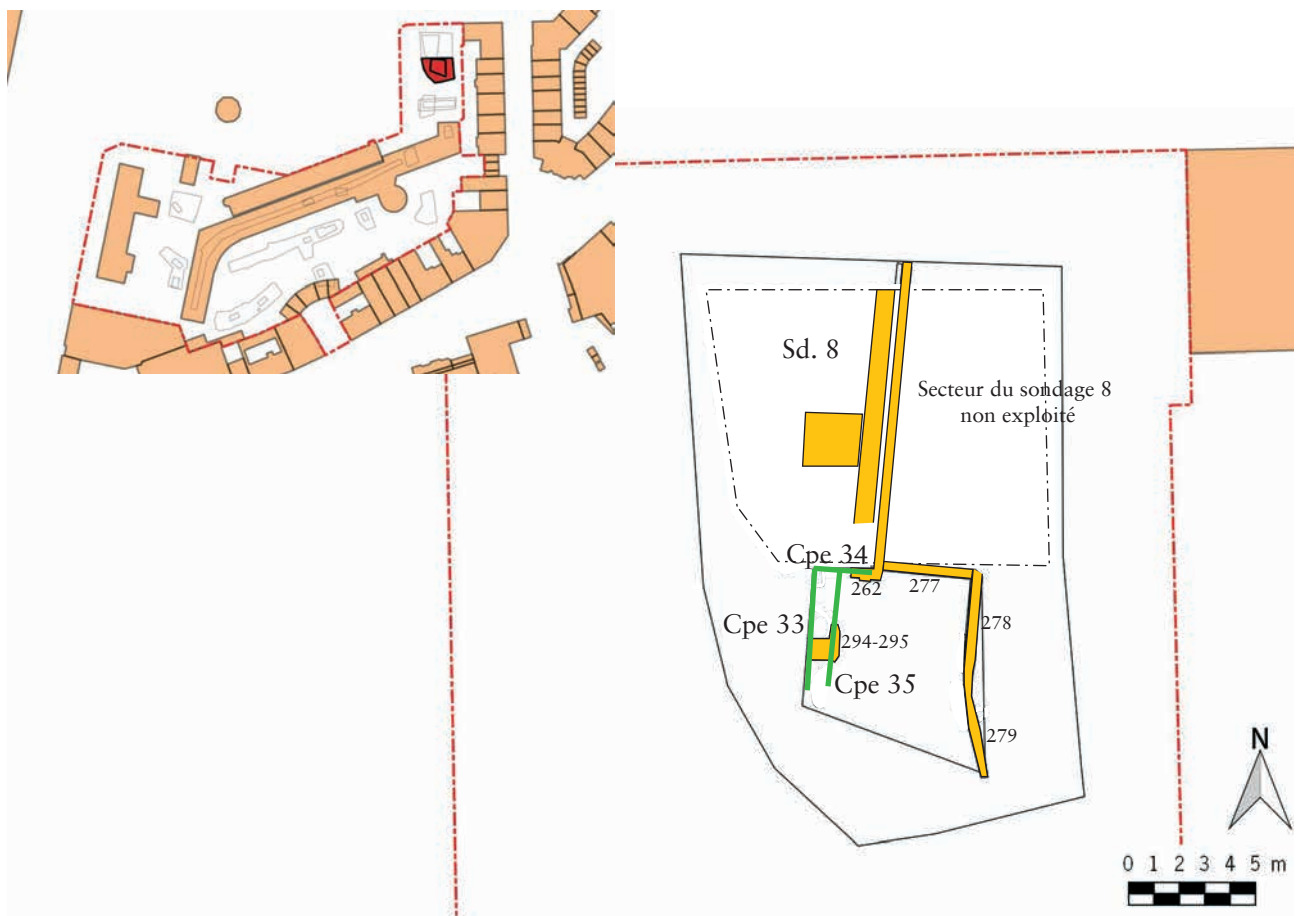 Sd. 8
Secteur du sondage 8
non exploité
Cpe 34
262
277
Cpe 33
278
294-295
Cpe 35
279
N
0 1 2 3 4 5 m